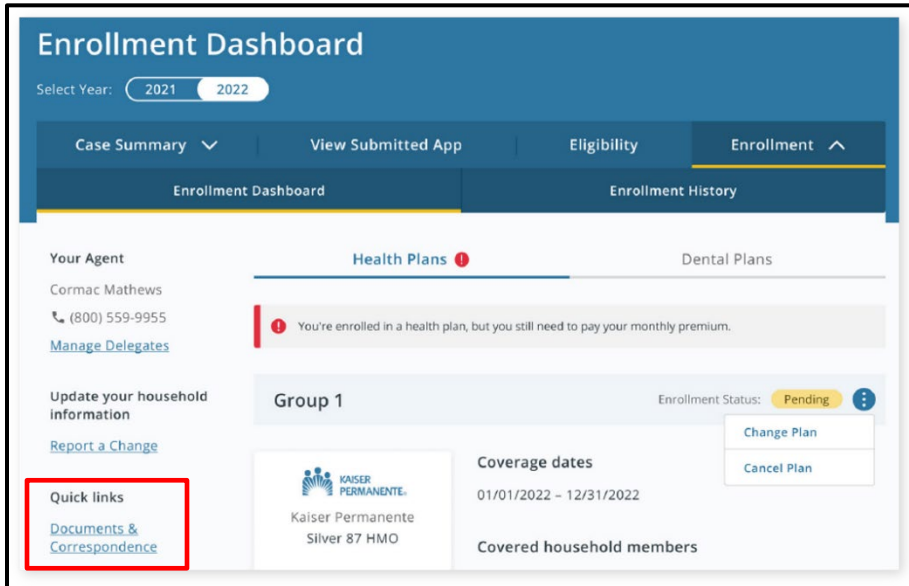 Enrollment Dashboard
Select Year: 2021 2022
Case Summary View Submitted App Eligibility Enrollment
Enrollment Dashboard Enrollment History
Your Agent
Cormac Mathews
(800) 559-9955
Manage Delegates
Update your household
information
Report a Change
Quick links
Documents &
Correspondence
Health Plans Dental Plans
You're enrolled in a health plan, but you still need to pay your monthly premium.
Group 1
Enrollment Status: Pending
Change Plan
Cancel Plan
KAISER
PERMANENTE®
Kaiser Permanente
Silver 87 HMO
Coverage dates
01/01/2022 – 12/31/2022
Covered household members